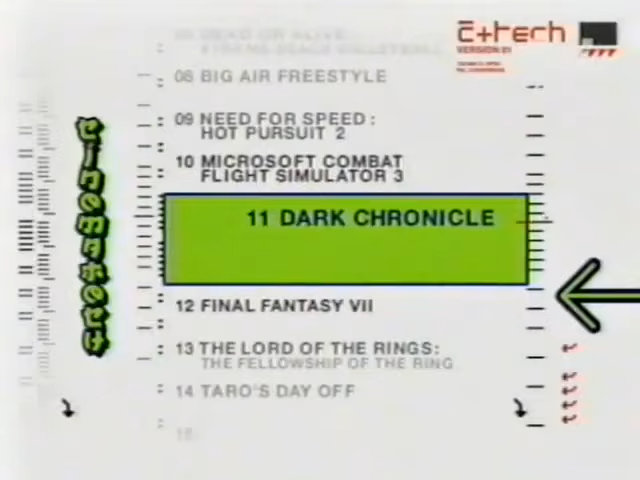 C+tech
VERSION 01
DEAD OR ALIVE:
XTREME BEACH VOLLEYBALL
08 BIG AIR FREESTYLE
09 NEED FOR SPEED:
HOT PURSUIT 2
10 MICROSOFT COMBAT
FLIGHT SIMULATOR 3
11 DARK CHRONICLE
12 FINAL FANTASY VII
13 THE LORD OF THE RINGS:
THE FELLOWSHIP OF THE RING
14 TARO'S DAY OFF
15